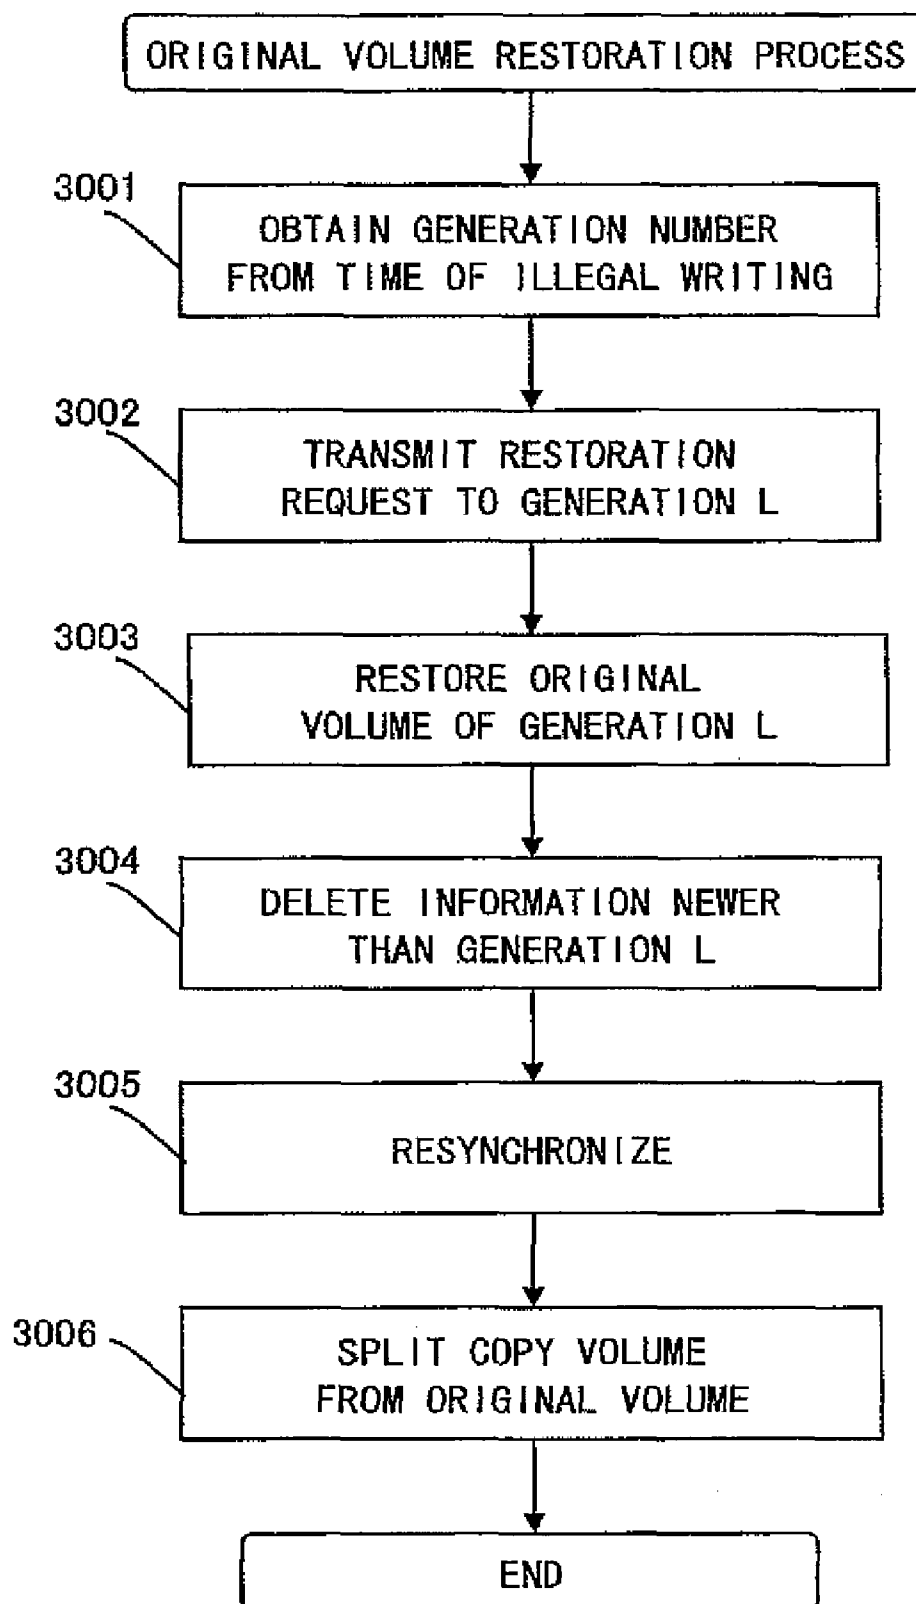 ORIGINAL VOLUME RESTORATION PROCESS
3001
OBTAIN GENERATION NUMBER
FROM TIME OF ILLEGAL WRITING
3002
TRANSMIT RESTORATION
REQUEST TO GENERATION L
3003
RESTORE ORIGINAL
VOLUME OF GENERATION L
3004
DELETE INFORMATION NEWER
THAN GENERATION L
3005
RESYNCHRONIZE
3006
SPLIT COPY VOLUME
FROM ORIGINAL VOLUME
END